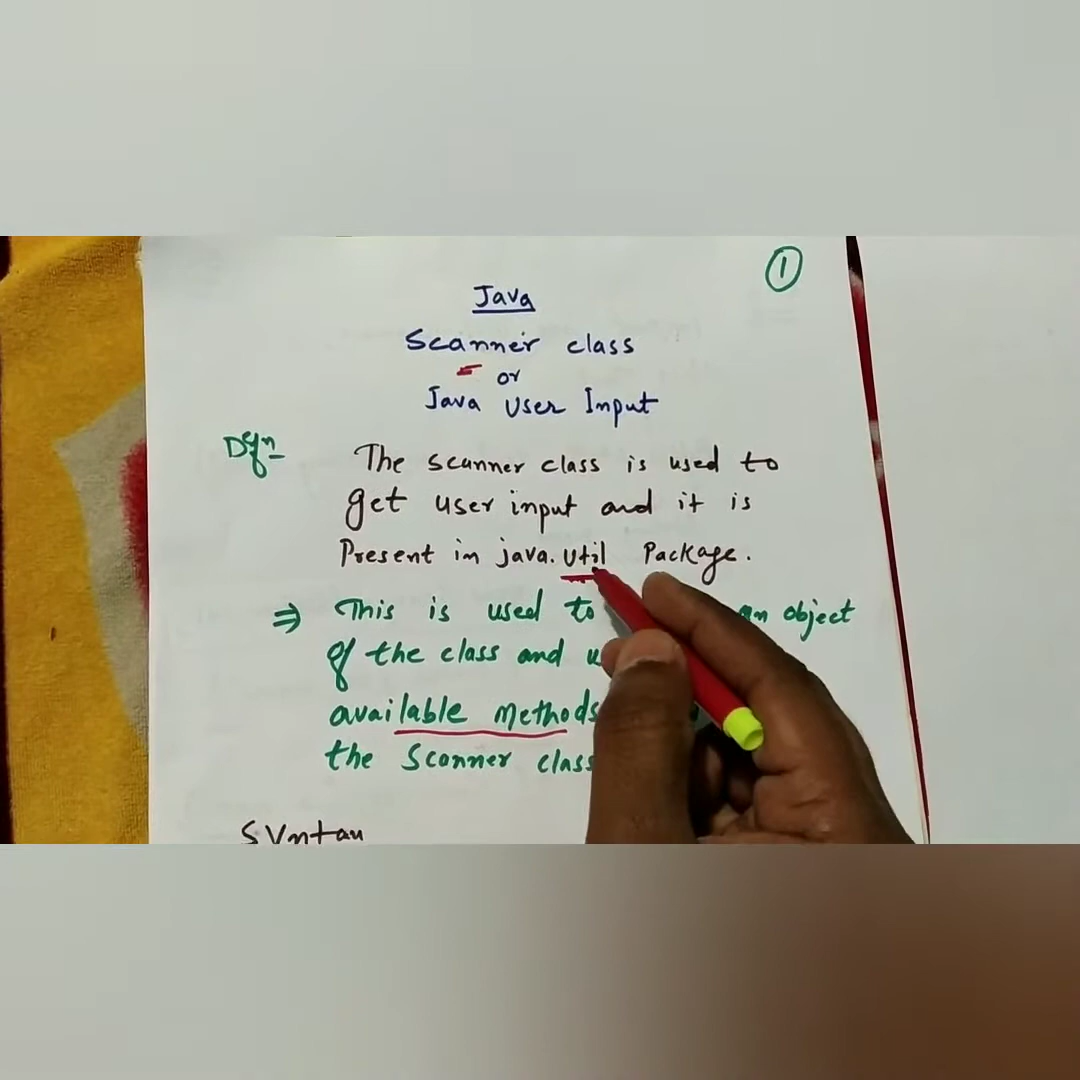 1
Java
Scanner class
or
Java User Input
Defn
The scanner class is used to
get user input and it is
Present in java.util Package.
⇒ This is used to an object
of the class and
available methods
the Scanner class